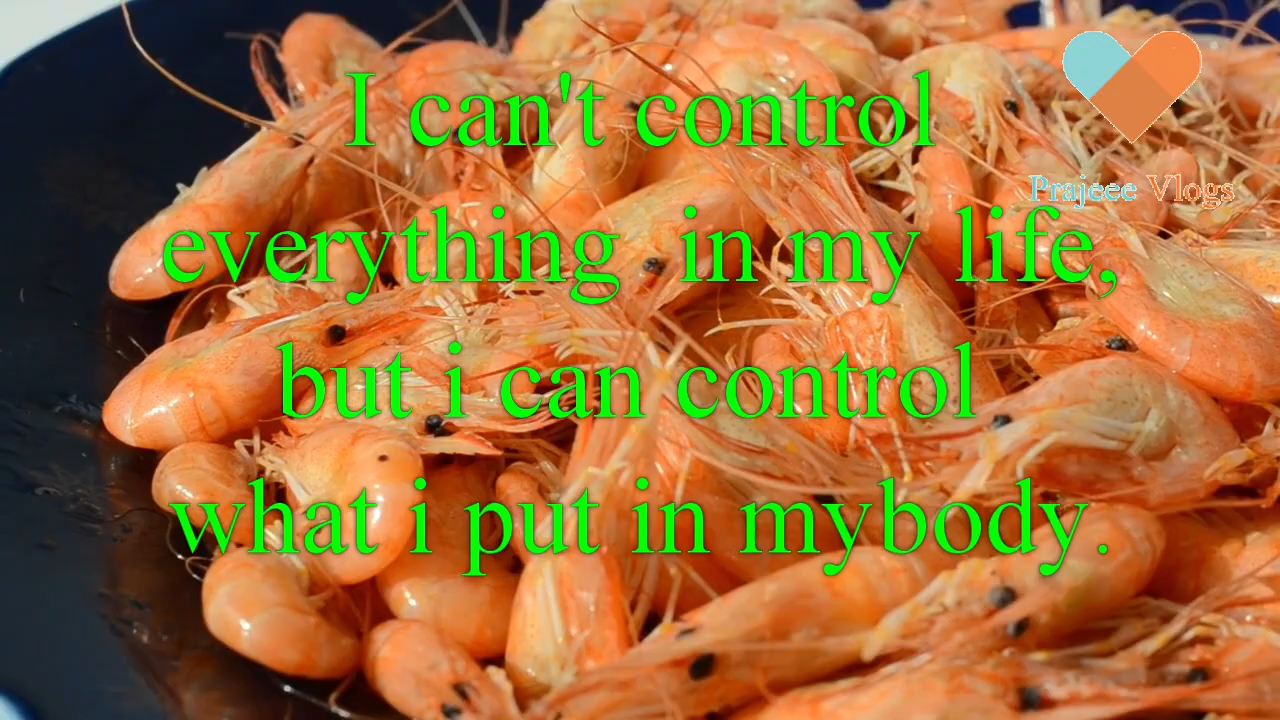 I can't control
Prajeee Vlogs
everything in my life,
but i can control
what i put in mybody.